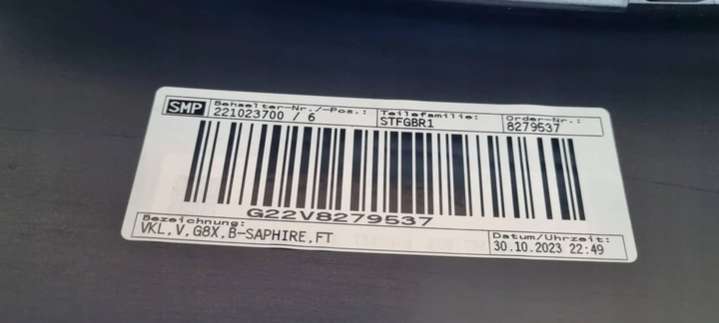 SMP
Behaelter-Nr./-Pos.:
221023700 / 6
Teilefamilie:
STFGBR1
Order-Nr.:
8279537
G22V8279537
Bezeichnung:
VKL,V,G8X,B-SAPHIRE,FT
Datum/Uhrzeit:
30.10.2023 22:49